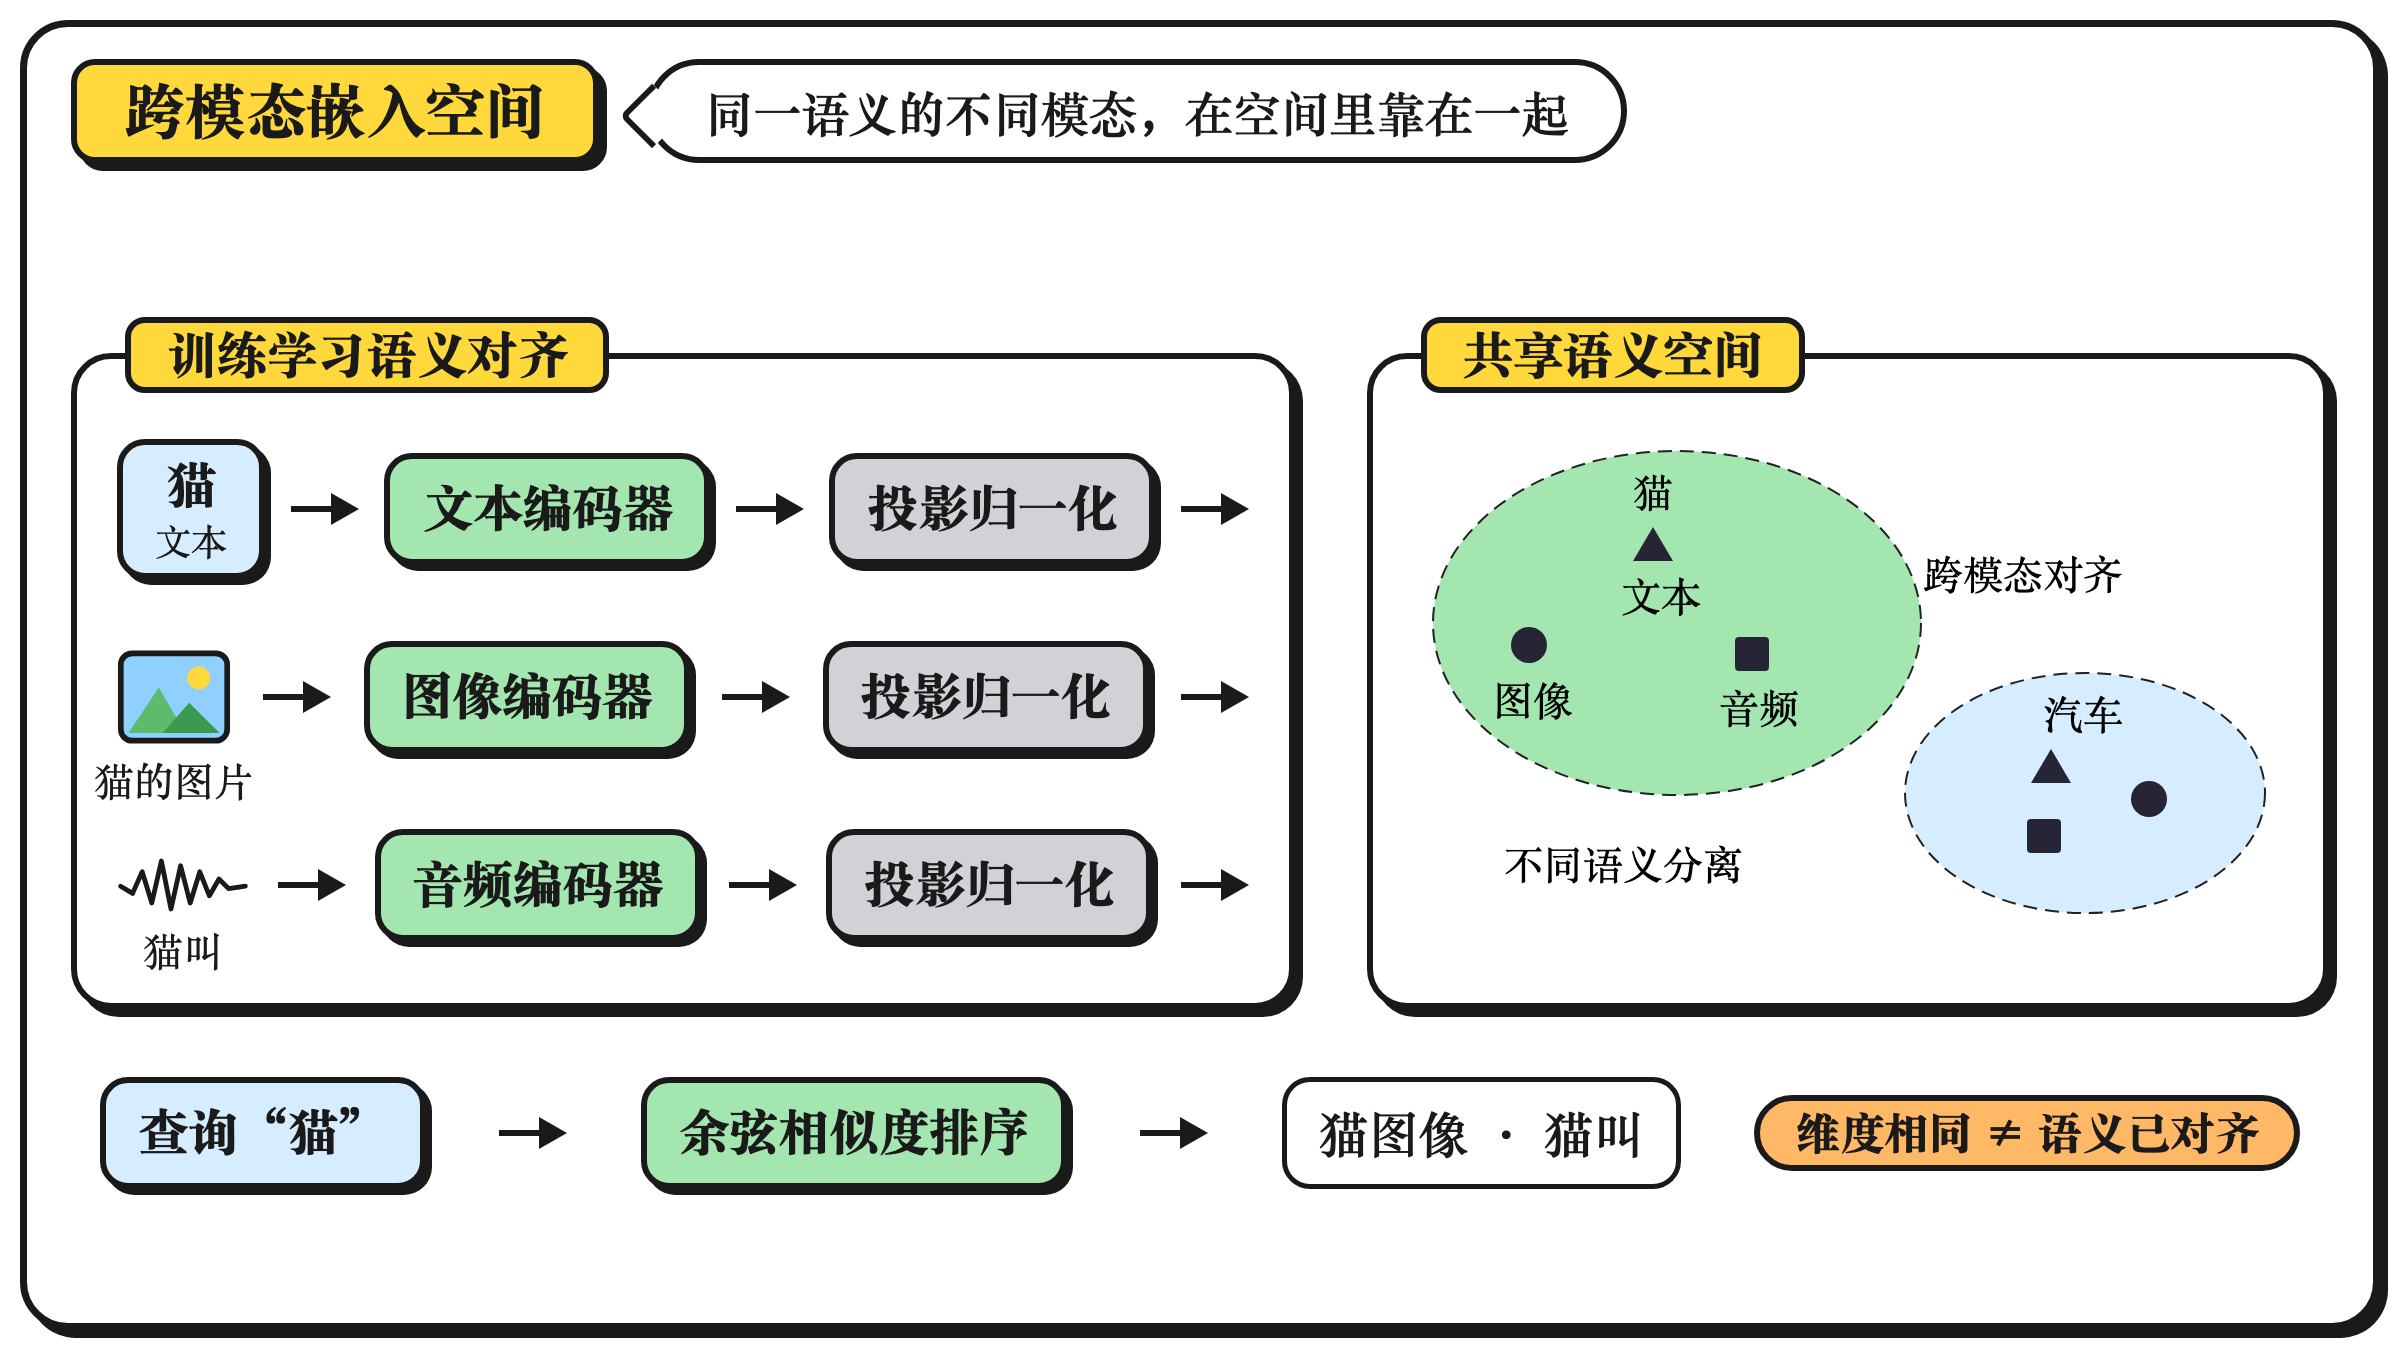 跨模态嵌入空间
同一语义的不同模态，在空间里靠在一起
训练学习语义对齐
猫
文本
文本编码器
投影归一化
猫的图片
图像编码器
投影归一化
猫叫
音频编码器
投影归一化
共享语义空间
猫
文本
图像
音频
跨模态对齐
汽车
不同语义分离
查询“猫”
余弦相似度排序
猫图像 · 猫叫
维度相同 ≠ 语义已对齐